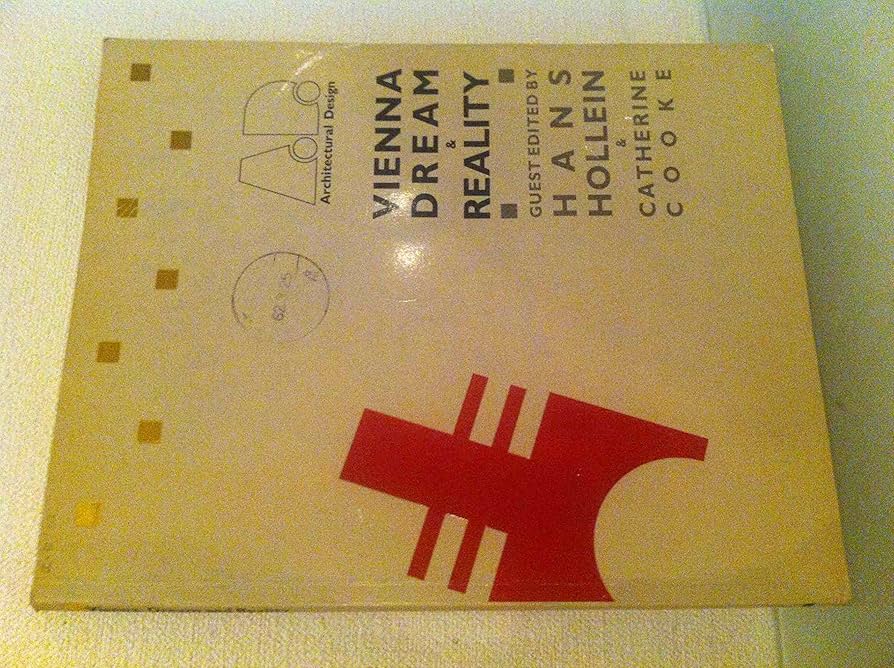 AD
Architectural Design
VIENNA
DREAM
&
REALITY
GUEST EDITED BY
HANS
HOLLEIN
&
CATHERINE
COOKE